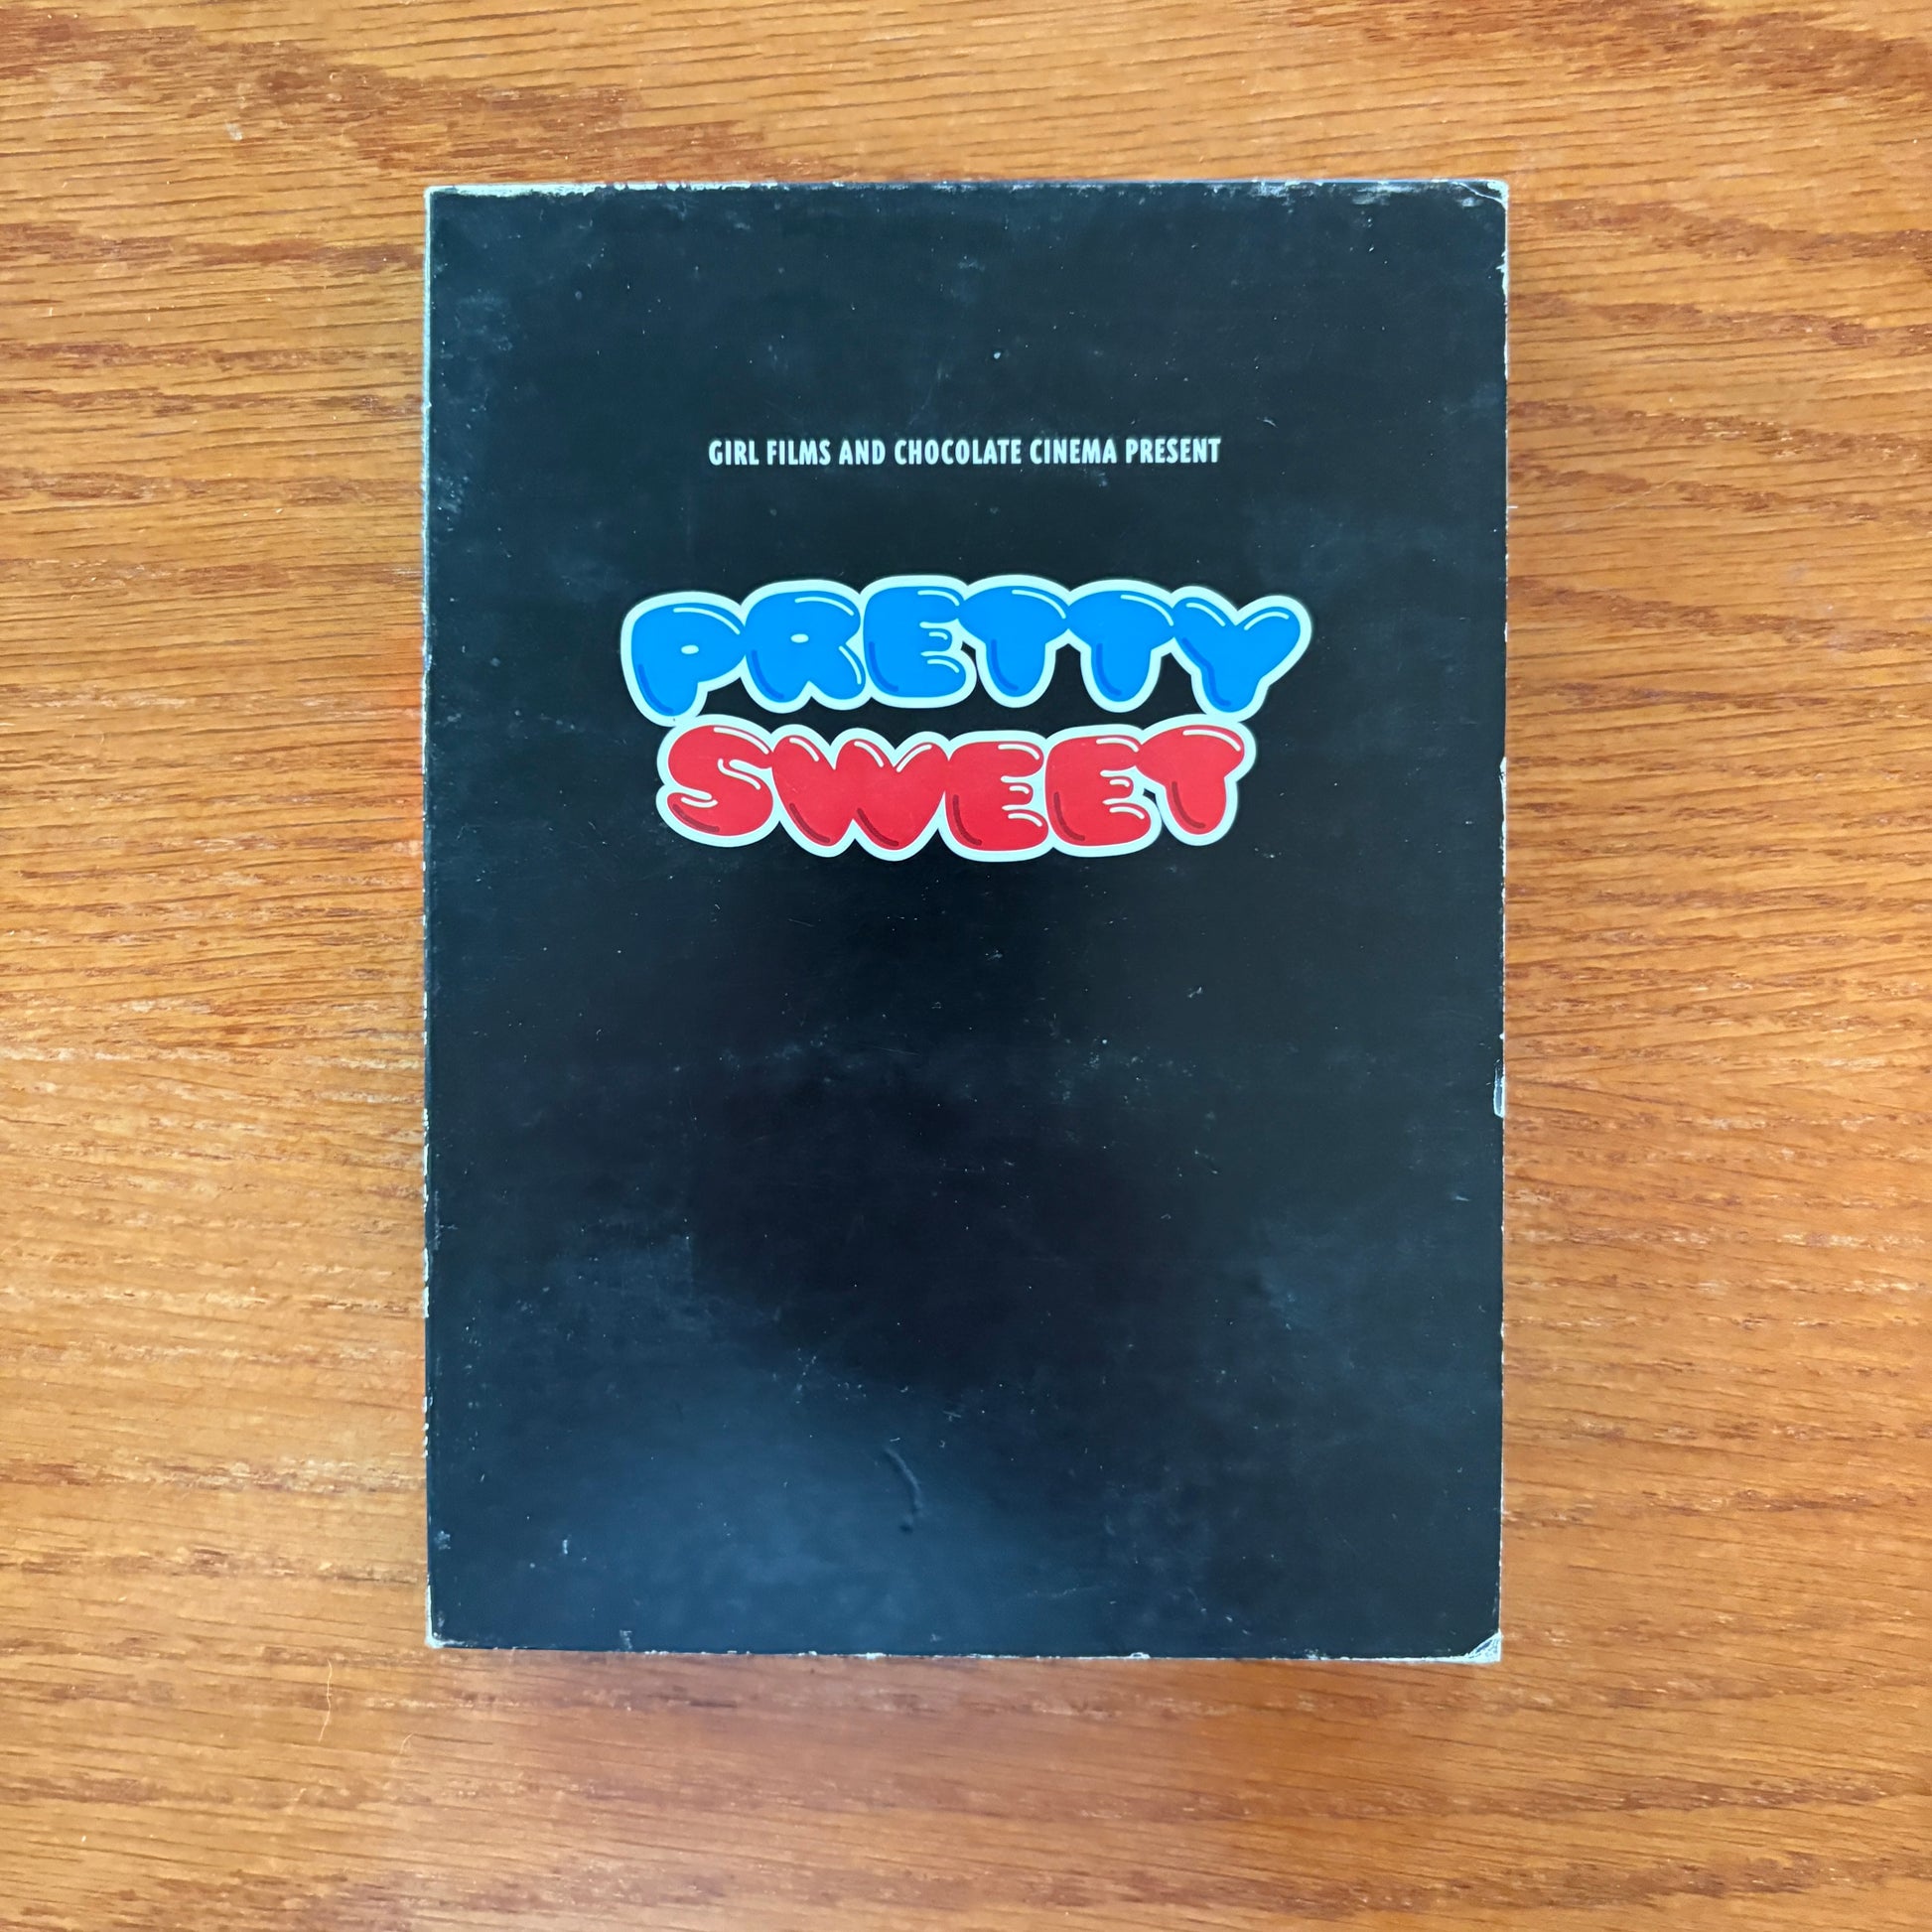 GIRL FILMS AND CHOCOLATE CINEMA PRESENT
PRETTY
SWEET